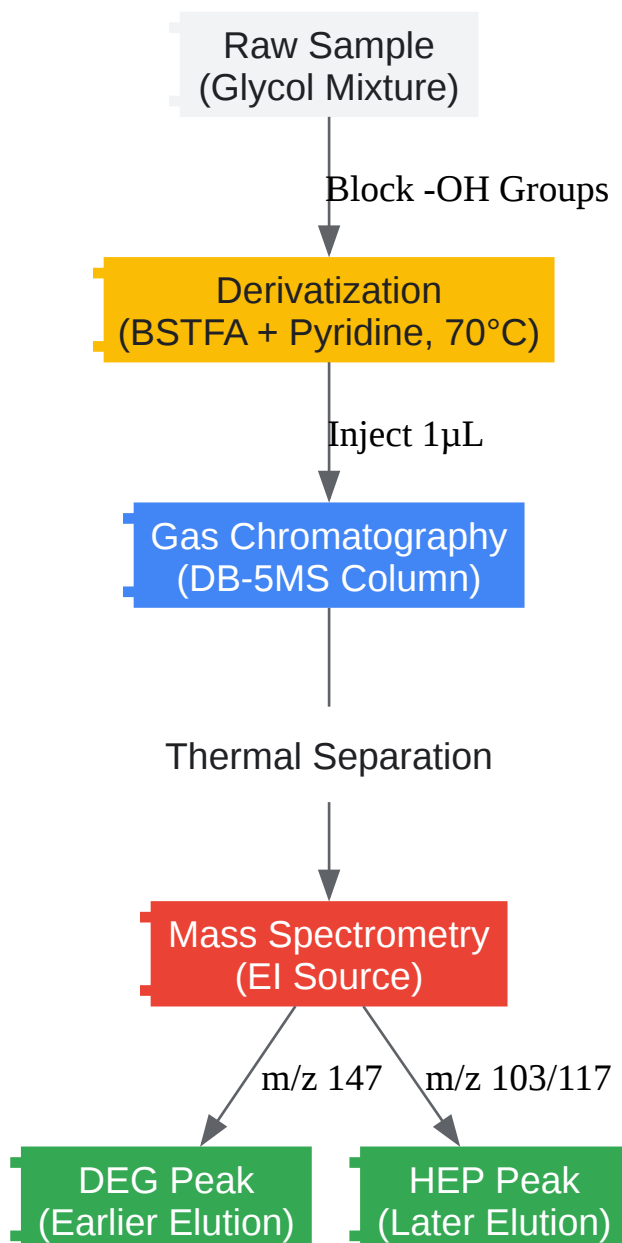 Raw Sample
(Glycol Mixture)
Block -OH Groups
Derivatization
(BSTFA + Pyridine, 70°C)
Inject 1µL
Gas Chromatography
(DB-5MS Column)
Thermal Separation
Mass Spectrometry
(EI Source)
m/z 147
m/z 103/117
DEG Peak
(Earlier Elution)
HEP Peak
(Later Elution)